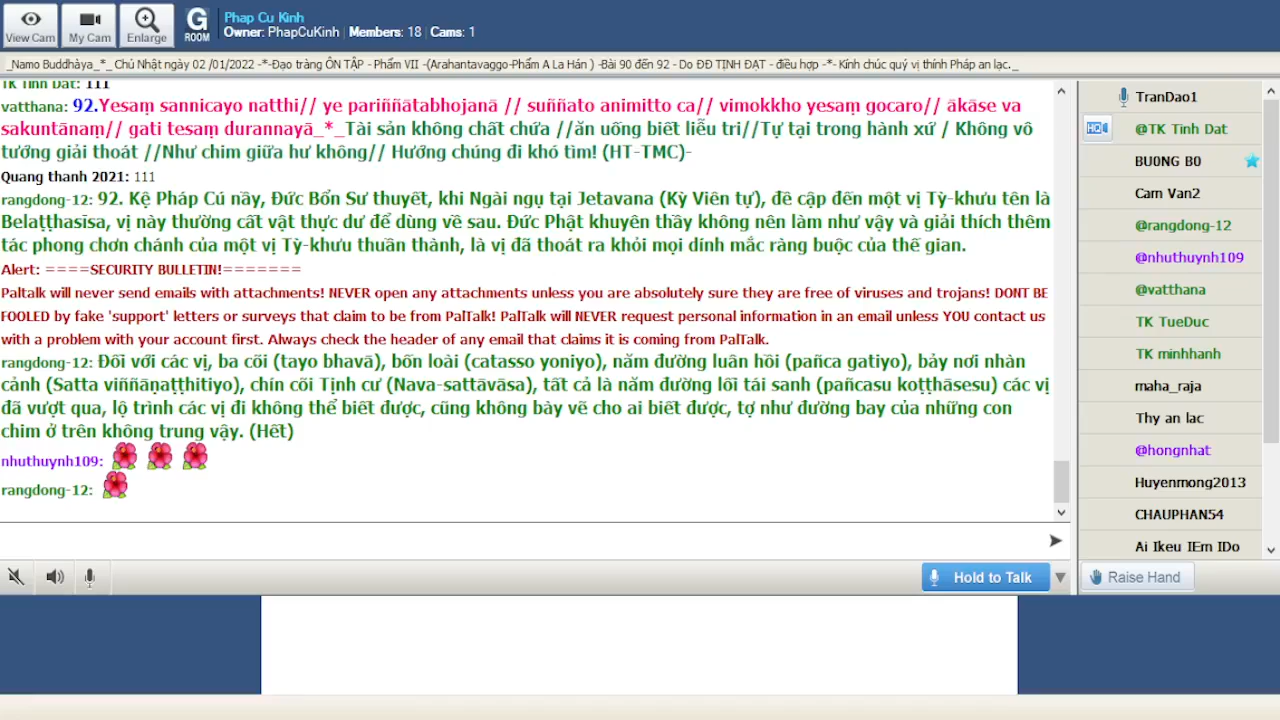 View Cam
My Cam
Enlarge
G
ROOM
Phap Cu Kinh
Owner: PhapCuKinh | Members: 18 | Cams: 1
_Namo Buddhàya_*_ Chủ Nhật ngày 02 /01/2022 -*-Đạo tràng ÔN TẬP - Phẩm VII -(Arahantavaggo-Phẩm A La Hán ) -Bài 90 đến 92 - Do ĐĐ TỊNH ĐẠT - điều hợp -*- Kính chúc quý vị thính Pháp an lạc._
TK Tinh Dat: 111
vatthana: 92.Yesaṃ sannicayo natthi// ye pariññātabhojanā // suññato animitto ca// vimokkho yesaṃ gocaro// ākāse va
sakuntānaṃ// gati tesaṃ durannayā_*_Tài sản không chất chứa //ăn uống biết liễu tri//Tự tại trong hành xứ / Không vô
tướng giải thoát //Như chim giữa hư không// Hướng chúng đi khó tìm! (HT-TMC)-
Quang thanh 2021: 111
rangdong-12: 92. Kệ Pháp Cú nầy, Đức Bổn Sư thuyết, khi Ngài ngụ tại Jetavana (Kỳ Viên tự), đề cập đến một vị Tỳ-khưu tên là
Belaṭṭhasīsa, vị này thường cất vật thực dư để dùng về sau. Đức Phật khuyên thầy không nên làm như vậy và giải thích thêm
tác phong chơn chánh của một vị Tỳ-khưu thuần thành, là vị đã thoát ra khỏi mọi dính mắc ràng buộc của thế gian.
Alert: ====SECURITY BULLETIN!=======
Paltalk will never send emails with attachments! NEVER open any attachments unless you are absolutely sure they are free of viruses and trojans! DONT BE
FOOLED by fake 'support' letters or surveys that claim to be from PalTalk! PalTalk will NEVER request personal information in an email unless YOU contact us
with a problem with your account first. Always check the header of any email that claims it is coming from PalTalk.
rangdong-12: Đối với các vị, ba cõi (tayo bhavā), bốn loài (catasso yoniyo), năm đường luân hồi (pañca gatiyo), bảy nơi nhàn
cảnh (Satta viññāṇaṭṭhitiyo), chín cõi Tịnh cư (Nava-sattāvāsa), tất cả là năm đường lối tái sanh (pañcasu koṭṭhāsesu) các vị
đã vượt qua, lộ trình các vị đi không thể biết được, cũng không bày vẽ cho ai biết được, tợ như đường bay của những con
chim ở trên không trung vậy. (Hết)
nhuthuynh109:
rangdong-12:
Hold to Talk
TranDao1
HQ
@TK Tinh Dat
BU0NG B0
Cam Van2
@rangdong-12
@nhuthuynh109
@vatthana
TK TueDuc
TK minhhanh
maha_raja
Thy an lac
@hongnhat
Huyenmong2013
CHAUPHAN54
Ai Ikeu IEm IDo
Raise Hand